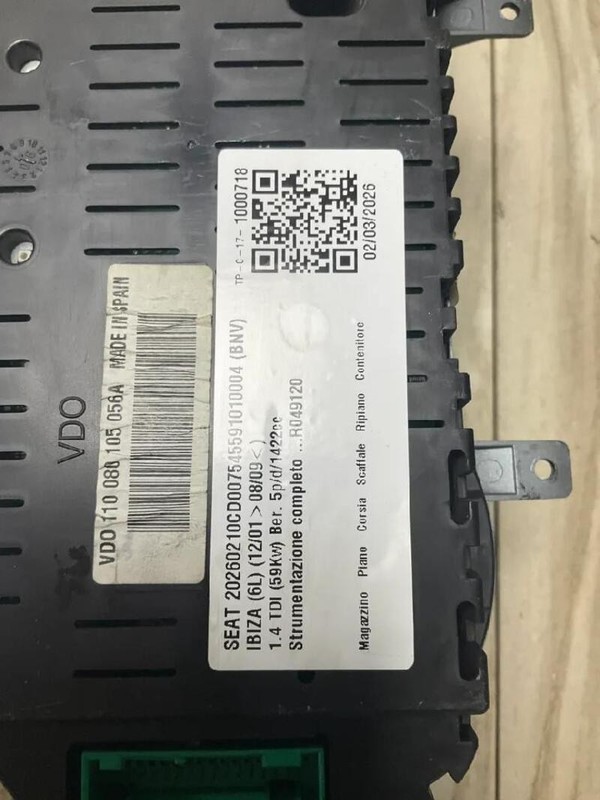 VDO
VDO 110 080 105 056A MADE IN SPAIN
TP-C-17-1000718
02/03/2026
SEAT 20260210CD007545591010004 (BNV)
IBIZA (6L) (12/01 > 08/09< )
1.4 TDI (59Kw) Ber. 5p/d/1422cc
Strumentazione completo ...R049120
Magazzino Piano Corsia Scaffale Ripiano Contenitore